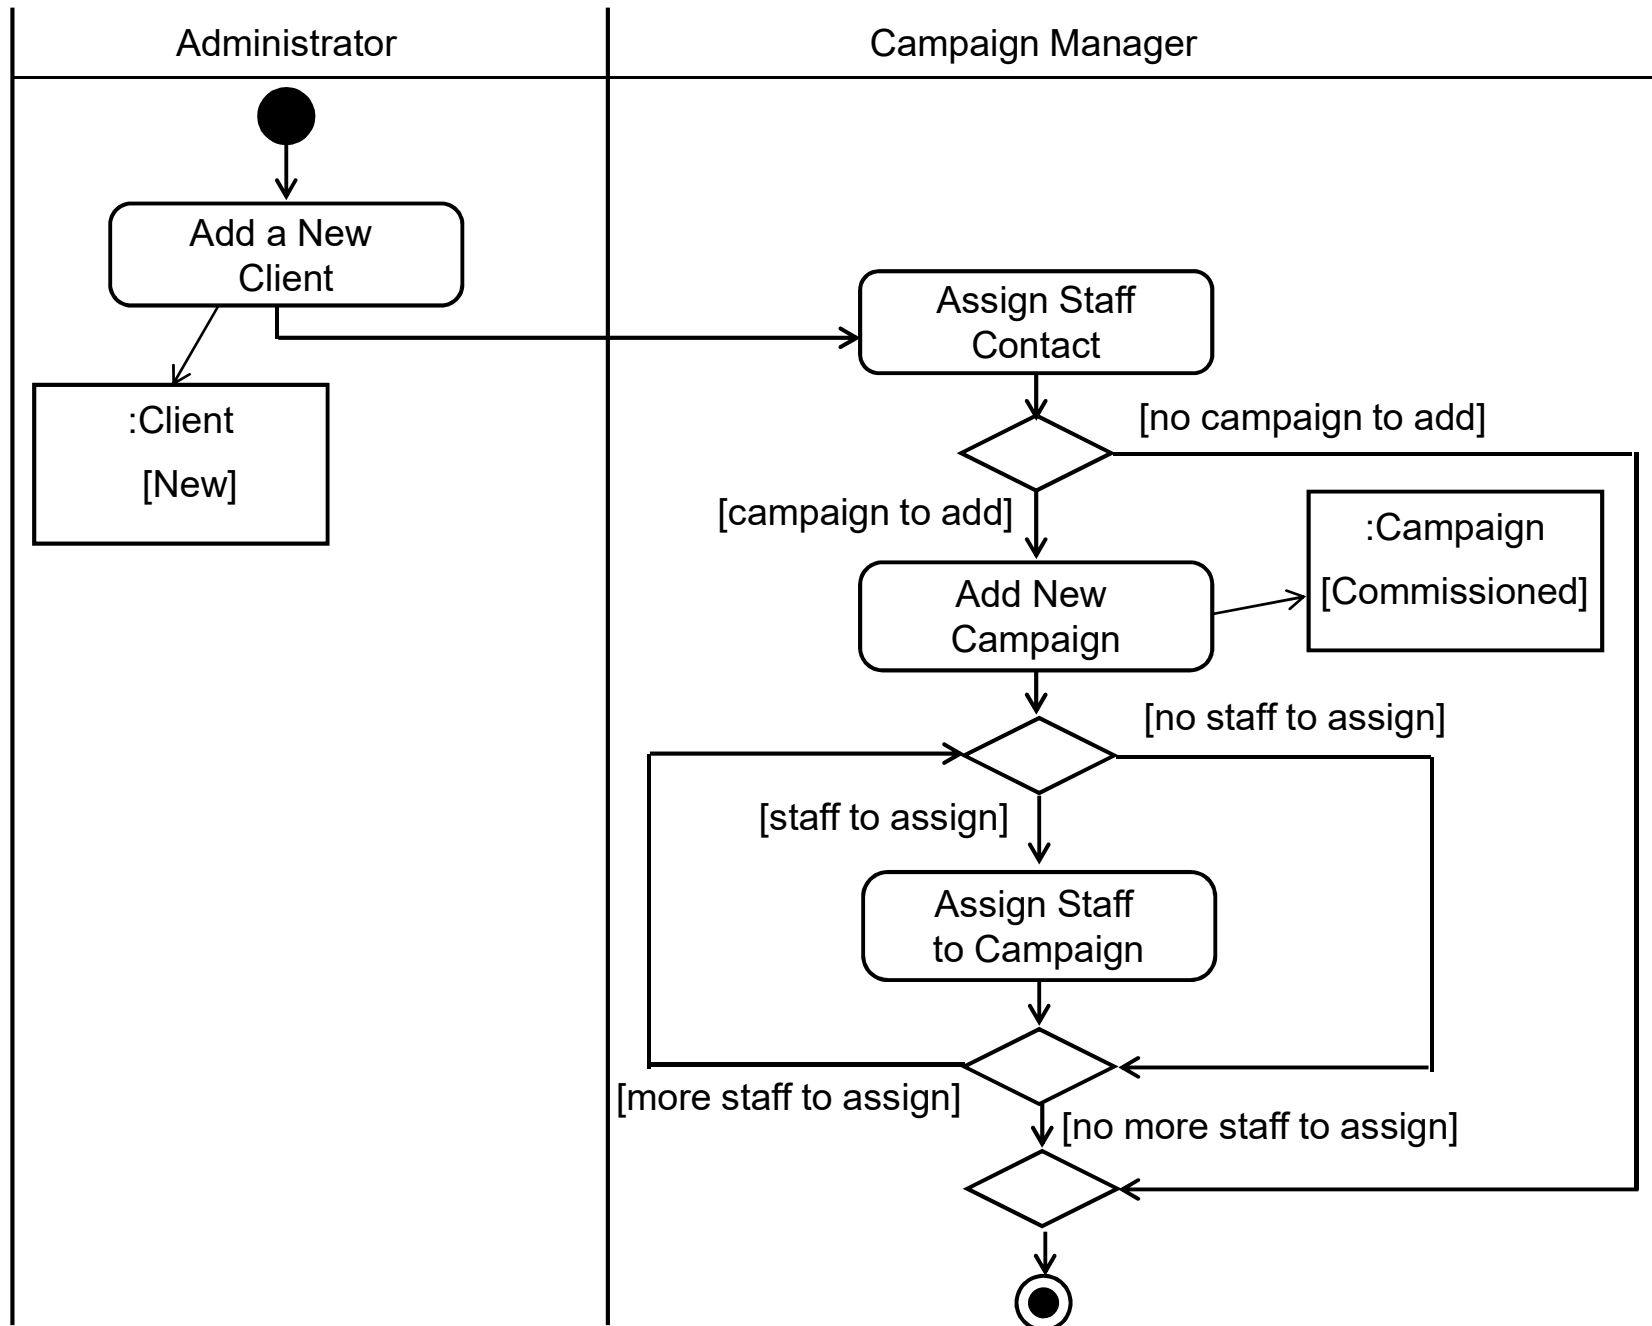 Administrator
Campaign Manager
Add a New
Client
Assign Staff
Contact
:Client
[New]
[no campaign to add]
[campaign to add]
:Campaign
[Commissioned]
Add New
Campaign
[no staff to assign]
[staff to assign]
Assign Staff
to Campaign
[more staff to assign]
[no more staff to assign]